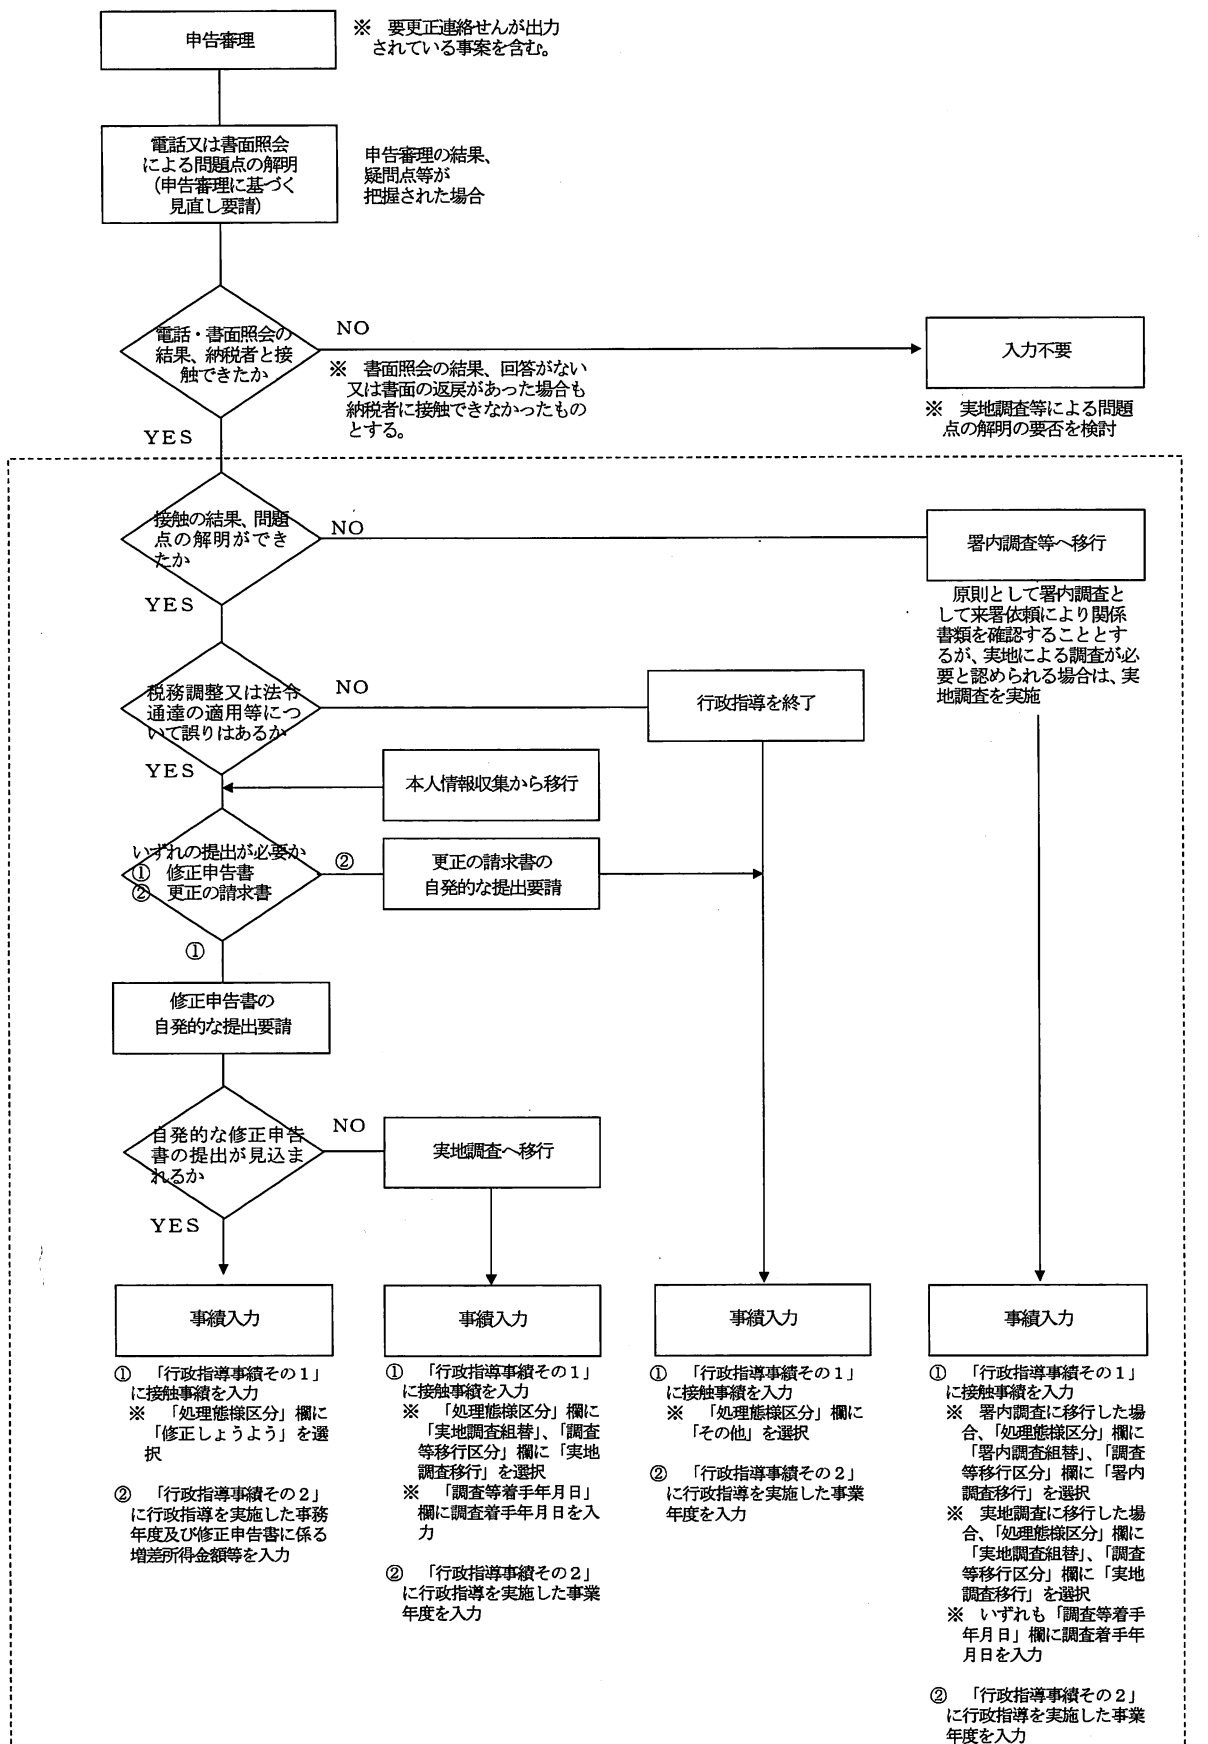 申告審理
※　要更正連絡せんが出力
されている事案を含む。
電話又は書面照会
による問題点の解明
（申告審理に基づく
見直し要請）
申告審理の結果、
疑問点等が
把握された場合
電話・書面照会の
結果、納税者と接
触できたか
NO
※　書面照会の結果、回答がない
又は書面の返戻があった場合も
納税者に接触できなかったもの
とする。
入力不要
※　実地調査等による問題
点の解明の要否を検討
YES
接触の結果、問題
点の解明ができ
たか
NO
署内調査等へ移行
原則として署内調査と
して来署依頼により関係
書類を確認することとす
るが、実地による調査が必
要と認められる場合は、実
地調査を実施
YES
税務調整又は法令
通達の適用等につ
いて誤りはあるか
NO
行政指導を終了
YES
本人情報収集から移行
いずれの提出が必要か
①　修正申告書
②　更正の請求書
②
更正の請求書の
自発的な提出要請
①
修正申告書の
自発的な提出要請
自発的な修正申告
書の提出が見込ま
れるか
NO
実地調査へ移行
YES
事績入力
①　「行政指導事績その１」
に接触事績を入力
※　「処理態様区分」欄に
「修正しょうよう」を選
択
②　「行政指導事績その２」
に行政指導を実施した事務
年度及び修正申告書に係る
増差所得金額等を入力
事績入力
①　「行政指導事績その１」
に接触事績を入力
※　「処理態様区分」欄に
「実地調査組替」、「調査
等移行区分」欄に「実地
調査移行」を選択
※　「調査等着手年月日」
欄に調査着手年月日を入
力
②　「行政指導事績その２」
に行政指導を実施した事業
年度を入力
事績入力
①　「行政指導事績その１」
に接触事績を入力
※　「処理態様区分」欄に
「その他」を選択
②　「行政指導事績その２」
に行政指導を実施した事業
年度を入力
事績入力
①　「行政指導事績その１」
に接触事績を入力
※　署内調査に移行した場
合、「処理態様区分」欄に
「署内調査組替」、「調査
等移行区分」欄に「署内
調査移行」を選択
※　実地調査に移行した場
合、「処理態様区分」欄に
「実地調査組替」、「調査
等移行区分」欄に「実地
調査移行」を選択
※　いずれも「調査等着手
年月日」欄に調査着手年
月日を入力
②　「行政指導事績その２」
に行政指導を実施した事業
年度を入力